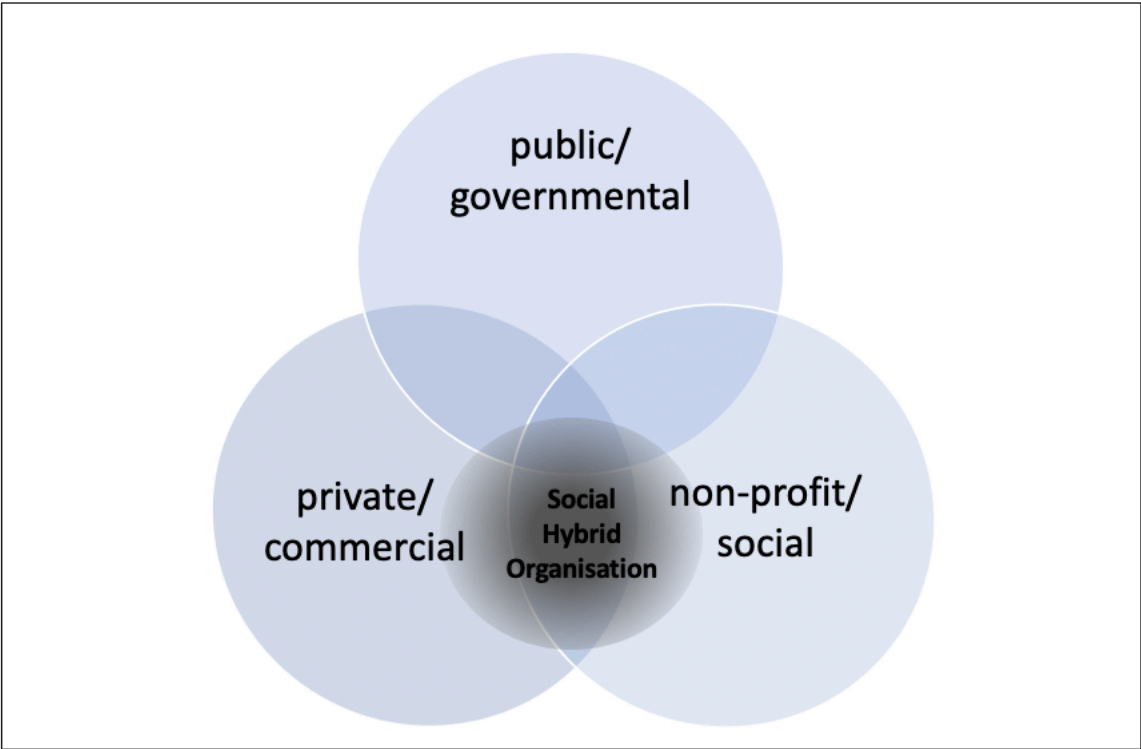 public/
governmental
private/
commercial
Social
Hybrid
Organisation
non-profit/
social